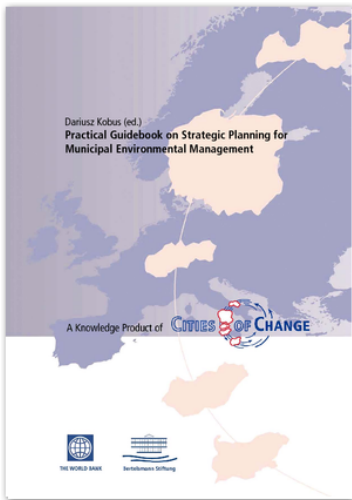 Dariusz Kobus (ed.)
Practical Guidebook on Strategic Planning for
Municipal Environmental Management
A Knowledge Product of CITIES OF CHANGE
THE WORLD BANK
Bertelsmann Stiftung